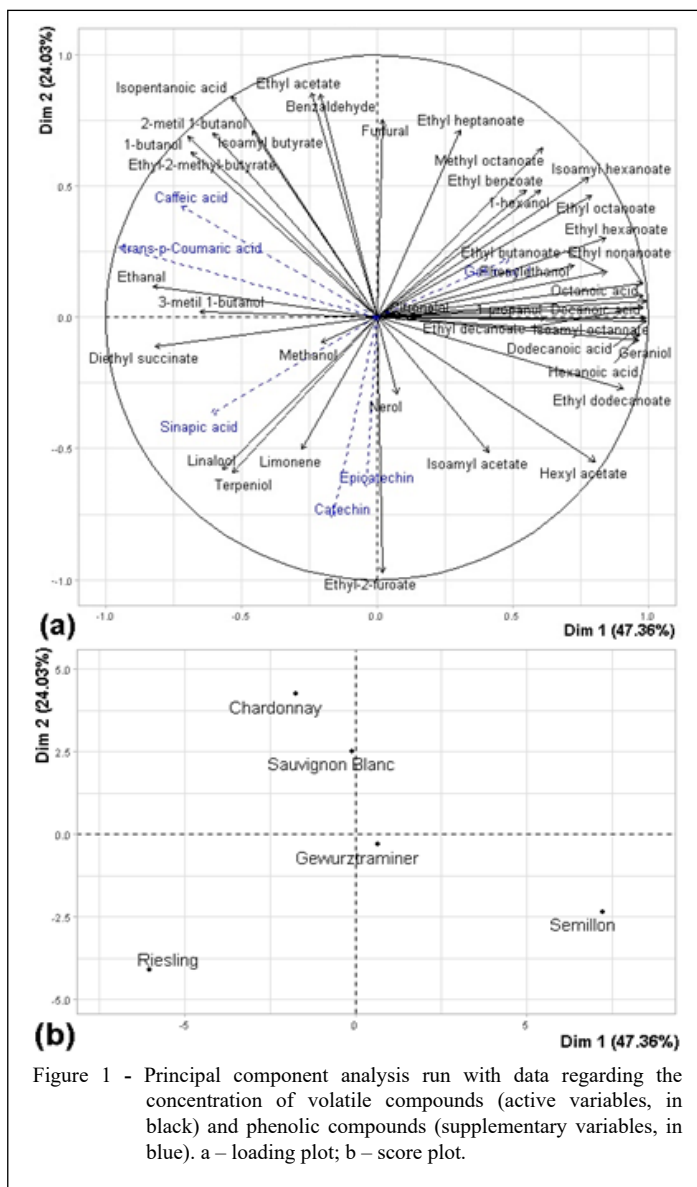 Dim 2 (24.03%)
1.0
0.5
0.0
-0.5
-1.0
Isopentanoic acid
Ethyl acetate
Benzaldehyde
2-metil 1-butanol
1-butanol
Isoamyl butyrate
Ethyl-2-methyl-butyrate
Furfural
Ethyl heptanoate
Methyl octanoate
Isoamyl hexanoate
Ethyl benzoate
1-hexanol
Ethyl octanoate
Caffeic acid
Ethyl hexanoate
trans-p-Coumaric acid
Ethyl butanoate
Ethyl nonanoate
Ethanal
Octanoic acid
3-metil 1-butanol
Citronelol
1-propanol
Decanoic acid
Ethyl decanoate
Isoamyl octanoate
Diethyl succinate
Methanol
Dodecanoic acid
Geraniol
Hexanoic acid
Nerol
Ethyl dodecanoate
Sinapic acid
Linalool
Limonene
Terpeniol
Isoamyl acetate
Hexyl acetate
Epicatechin
Catechin
Ethyl-2-furoate
-1.0 -0.5 0.0 0.5 1.0
(a)
Dim 1 (47.36%)
Dim 2 (24.03%)
5.0
2.5
0.0
-2.5
-5.0
Chardonnay
Sauvignon Blanc
Gewurztraminer
Semillon
Riesling
-5 0 5
(b)
Dim 1 (47.36%)
Figure 1 - Principal component analysis run with data regarding the
concentration of volatile compounds (active variables, in
black) and phenolic compounds (supplementary variables, in
blue). a – loading plot; b – score plot.